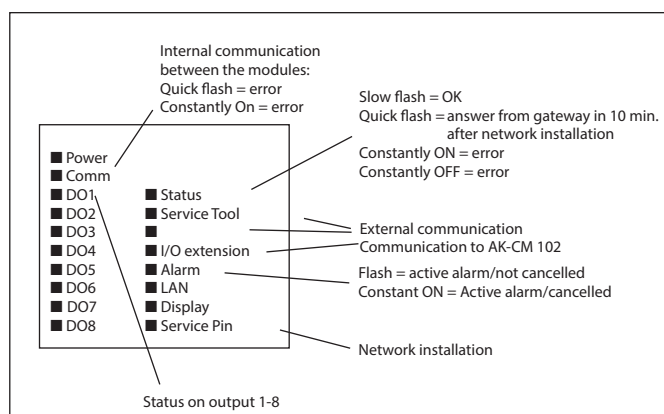 Internal communication
between the modules:
Quick flash = error
Constantly On = error
Slow flash = OK
Quick flash = answer from gateway in 10 min.
after network installation
Constantly ON = error
Constantly OFF = error
Power
Comm
DO1
DO2
DO3
DO4
DO5
DO6
DO7
DO8
Status
Service Tool
I/O extension
Alarm
LAN
Display
Service Pin
External communication
Communication to AK-CM 102
Flash = active alarm/not cancelled
Constant ON = Active alarm/cancelled
Network installation
Status on output 1-8